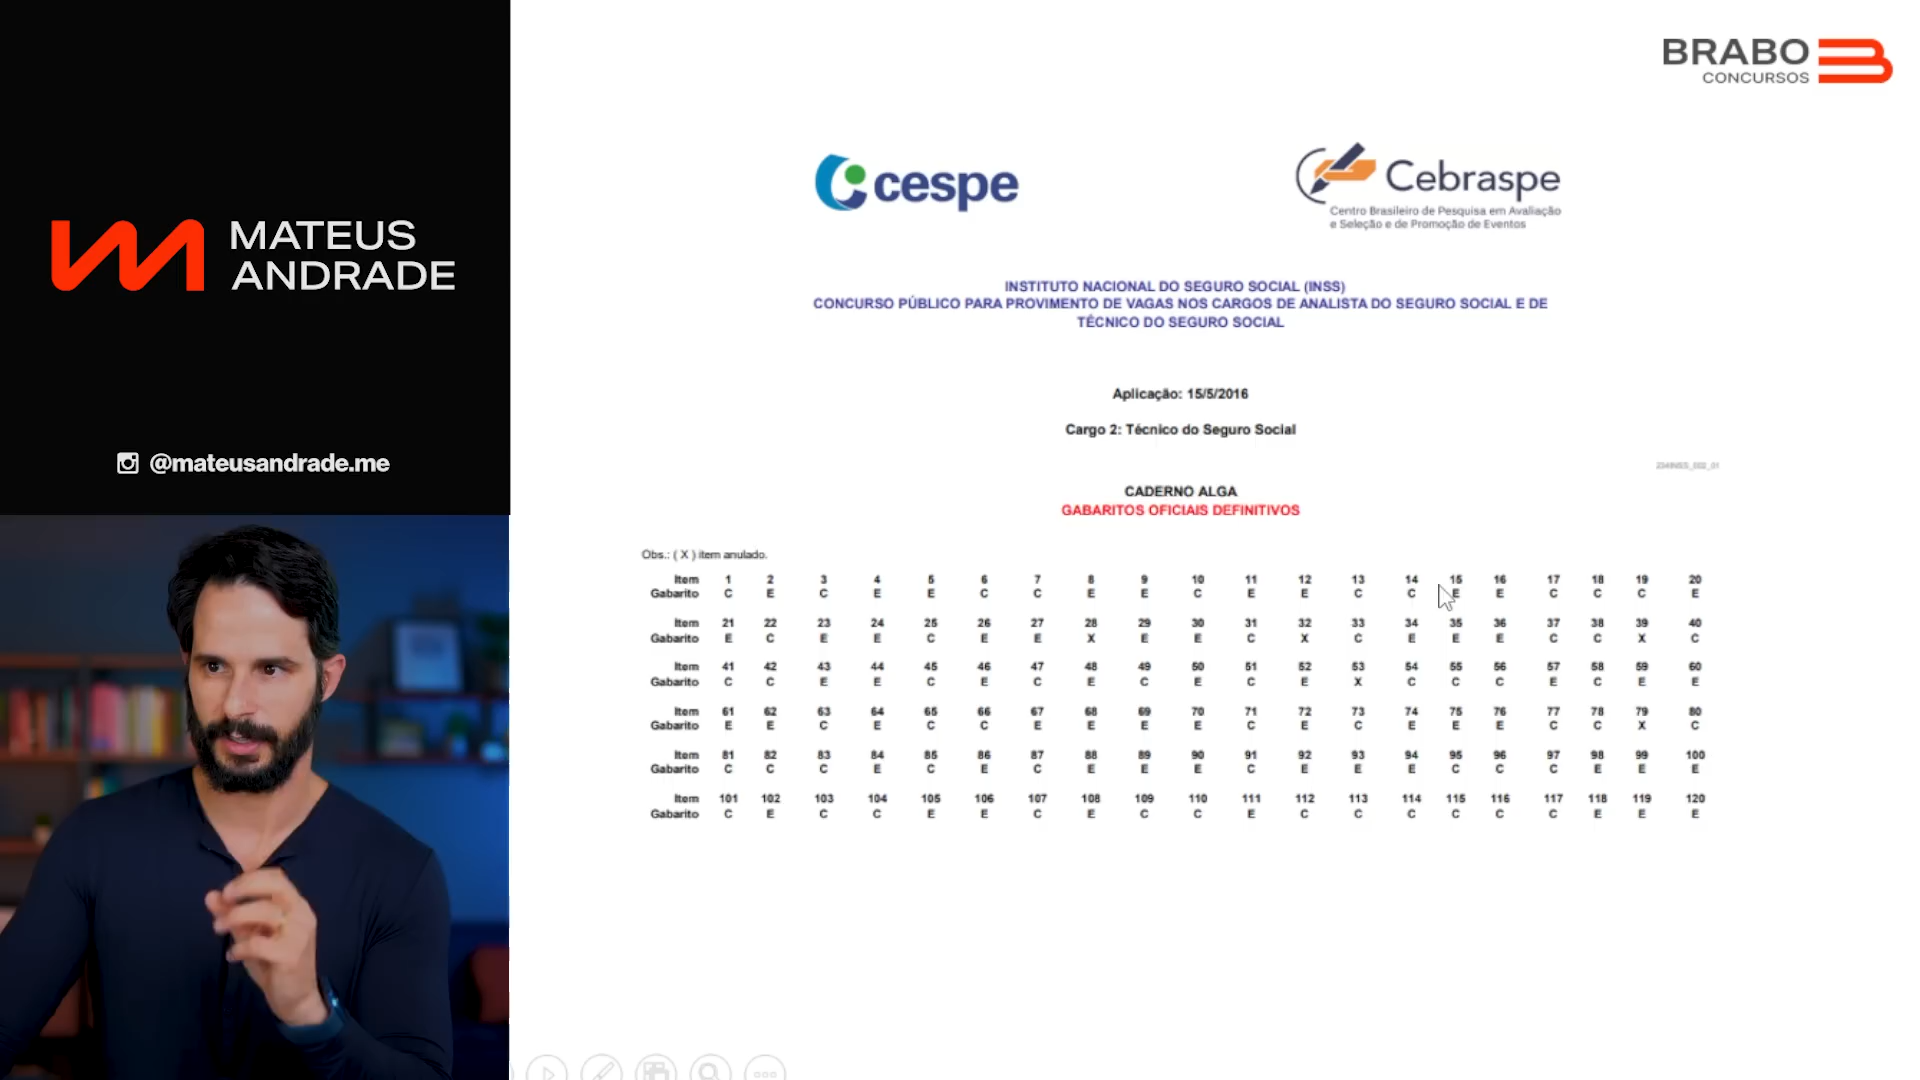 MATEUS
ANDRADE
@mateusandrade.me
BRABO
CONCURSOS
cespe
Cebraspe
Centro Brasileiro de Pesquisa em Avaliação
e Seleção e de Promoção de Eventos
INSTITUTO NACIONAL DO SEGURO SOCIAL (INSS)
CONCURSO PÚBLICO PARA PROVIMENTO DE VAGAS NOS CARGOS DE ANALISTA DO SEGURO SOCIAL E DE
TÉCNICO DO SEGURO SOCIAL
Aplicação: 15/5/2016
Cargo 2: Técnico do Seguro Social
CADERNO ALGA
GABARITOS OFICIAIS DEFINITIVOS
Obs.: ( X ) item anulado.
Item 1 2 3 4 5 6 7 8 9 10 11 12 13 14 15 16 17 18 19 20
Gabarito C E C E E C C E E C E E C C E E C C C E
Item 21 22 23 24 25 26 27 28 29 30 31 32 33 34 35 36 37 38 39 40
Gabarito E C E E C E E X E E C X C E E E C C X C
Item 41 42 43 44 45 46 47 48 49 50 51 52 53 54 55 56 57 58 59 60
Gabarito C C E E C E C E C E C E X C C C E C E E
Item 61 62 63 64 65 66 67 68 69 70 71 72 73 74 75 76 77 78 79 80
Gabarito E E C E C C E E E E C E C E E E C C X C
Item 81 82 83 84 85 86 87 88 89 90 91 92 93 94 95 96 97 98 99 100
Gabarito C C C E C E C E E E C E E E C C C E E E
Item 101 102 103 104 105 106 107 108 109 110 111 112 113 114 115 116 117 118 119 120
Gabarito C E C C E E C E C C E C C C C C C E E E